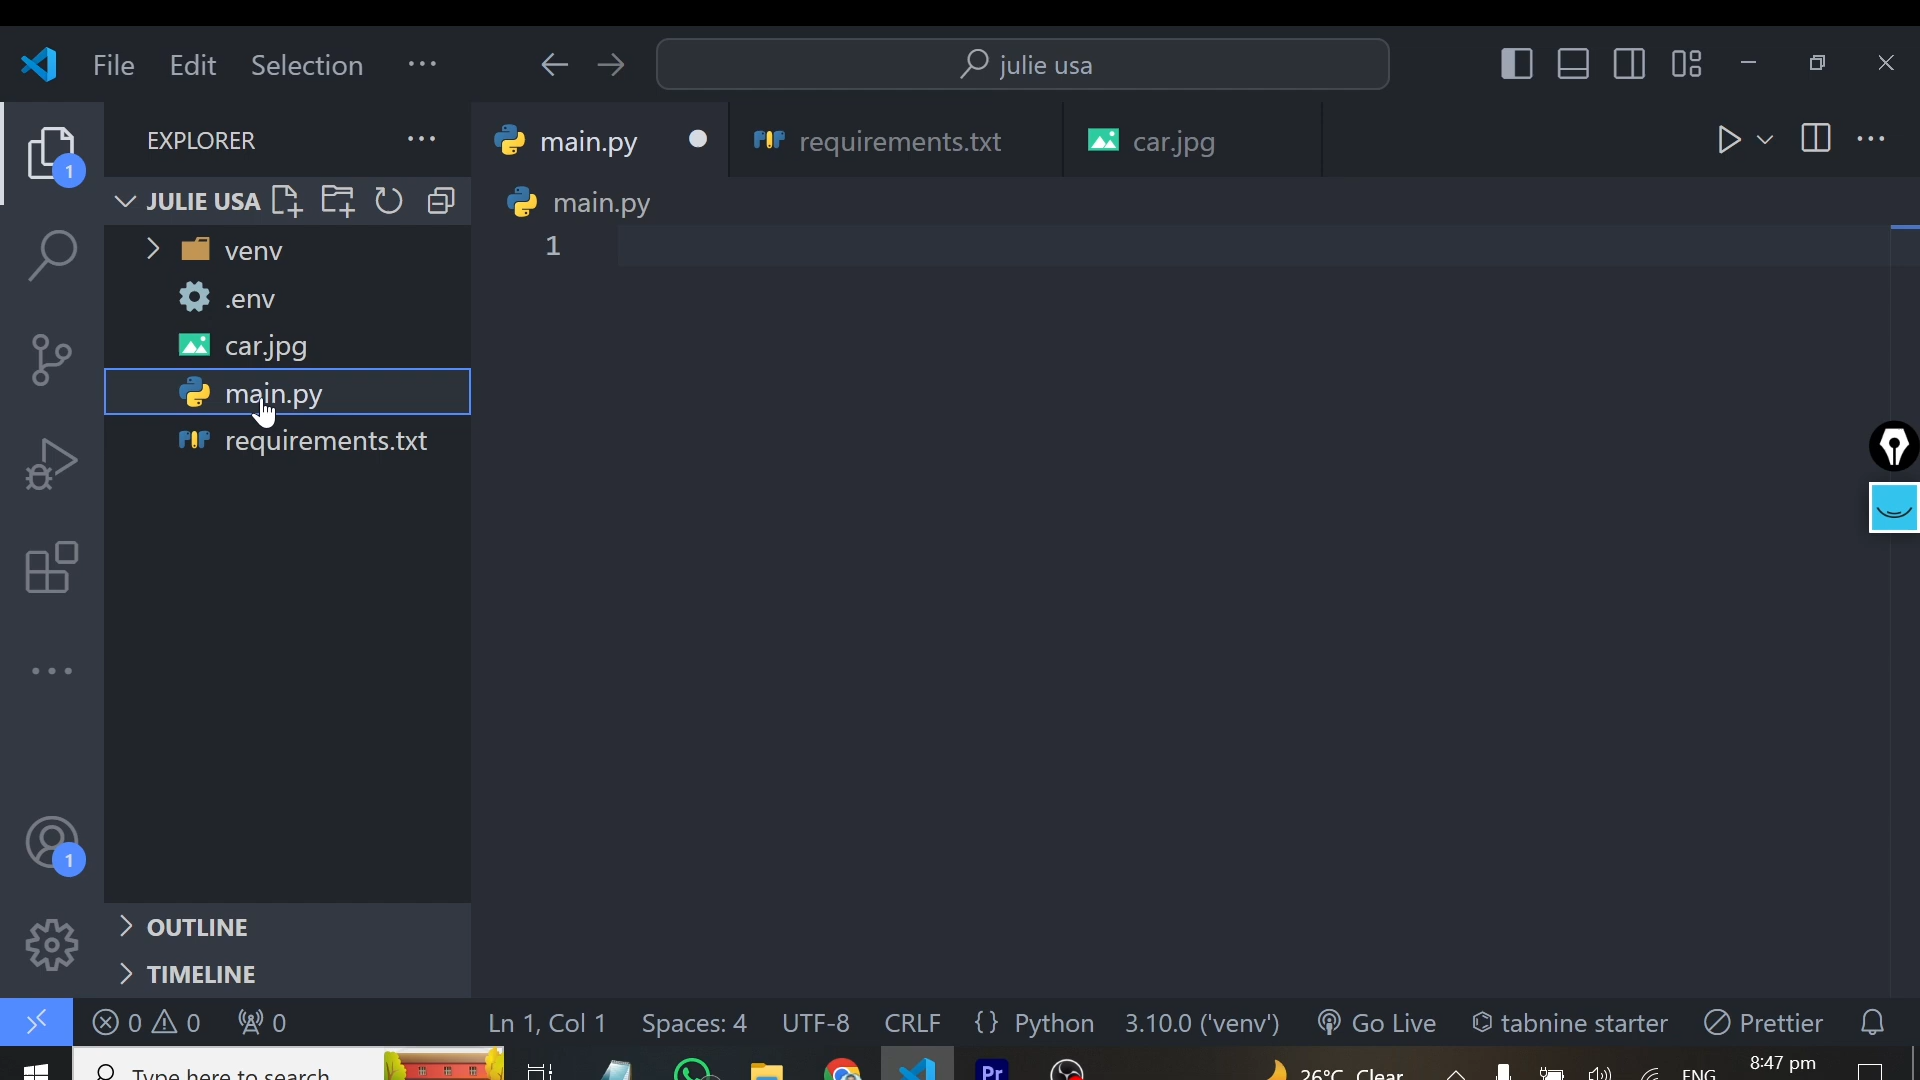 File Edit Selection ··· julie usa
EXPLORER ···
main.py requirements.txt car.jpg
1
JULIE USA
main.py
venv
1
.env
car.jpg
main.py
requirements.txt
1
OUTLINE
TIMELINE
0 0 0 Ln 1, Col 1 Spaces: 4 UTF-8 CRLF {} Python 3.10.0 ('venv') Go Live tabnine starter Prettier
Type here to search Pr 26°C Clear ENG 8:47 pm